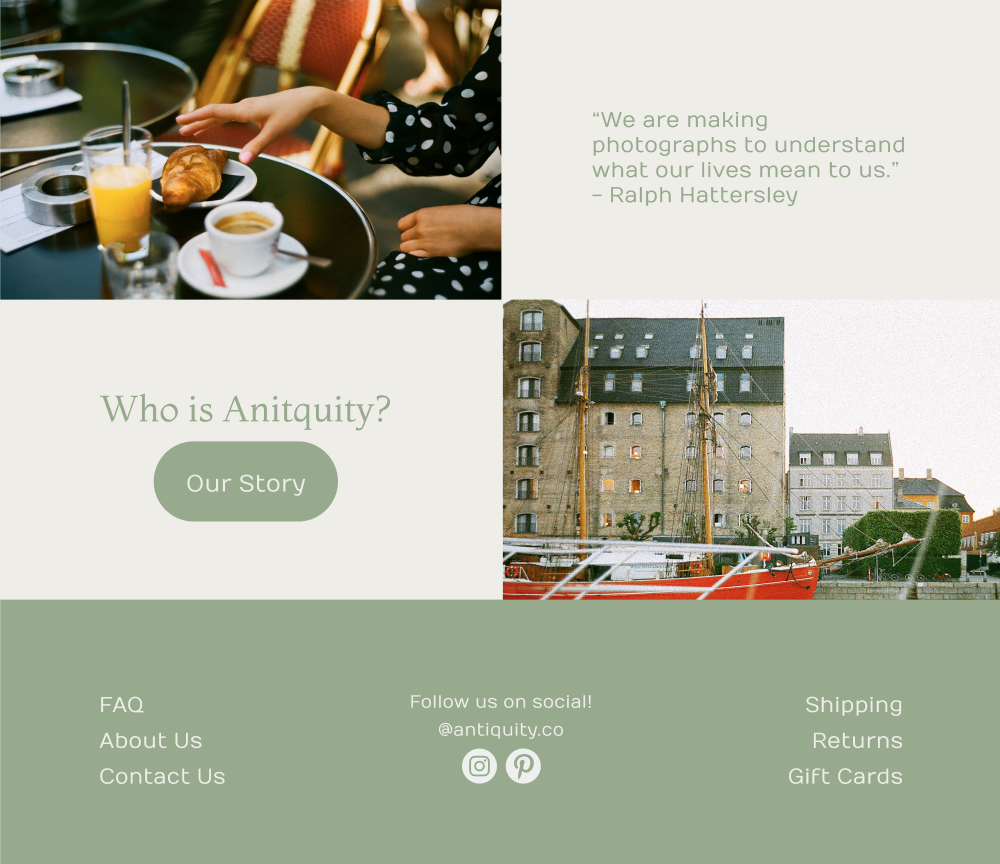 “We are making
photographs to understand
what our lives mean to us.”
– Ralph Hattersley
Who is Anitquity?
Our Story
FAQ
About Us
Contact Us
Follow us on social!
@antiquity.co
Shipping
Returns
Gift Cards